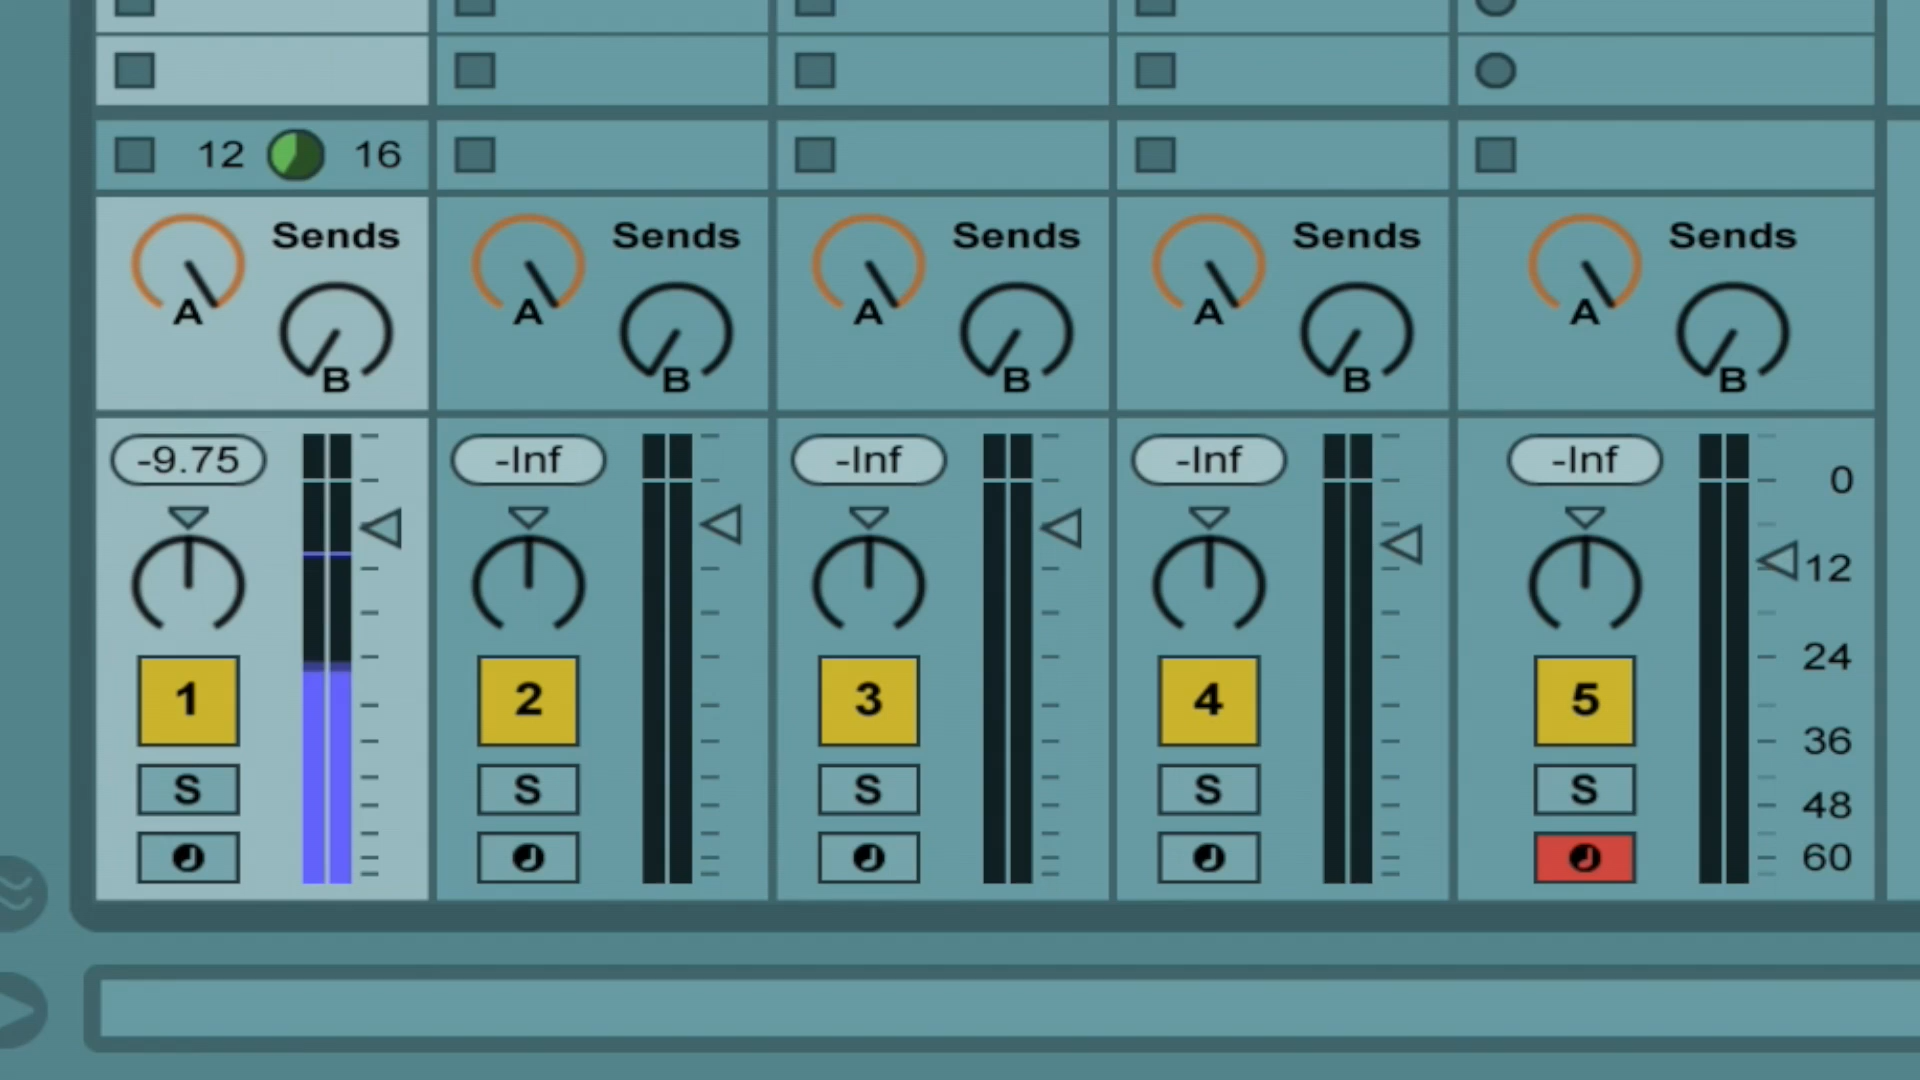 12 16
Sends Sends Sends Sends Sends
A A A A A
B B B B B
-9.75 -Inf -Inf -Inf -Inf 0
12
24
1 2 3 4 5
36
S S S S S 48
60